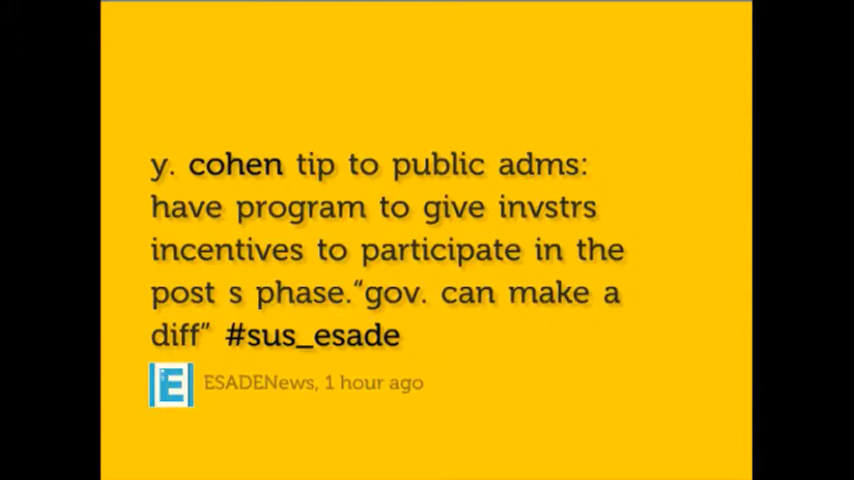 y. cohen tip to public adms:
have program to give invstrs
incentives to participate in the
post s phase.“gov. can make a
diff” #sus_esade
E
ESADENews, 1 hour ago